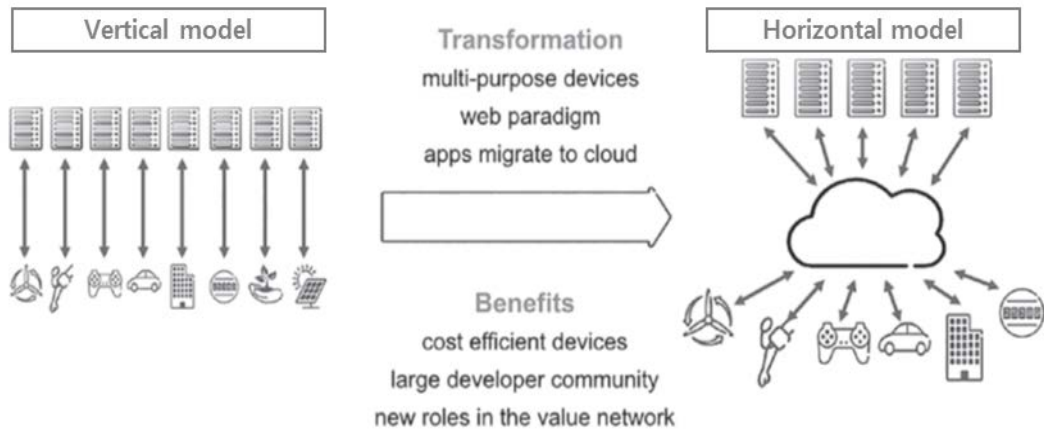 Vertical model
Transformation
multi-purpose devices
web paradigm
apps migrate to cloud
Benefits
cost efficient devices
large developer community
new roles in the value network
Horizontal model